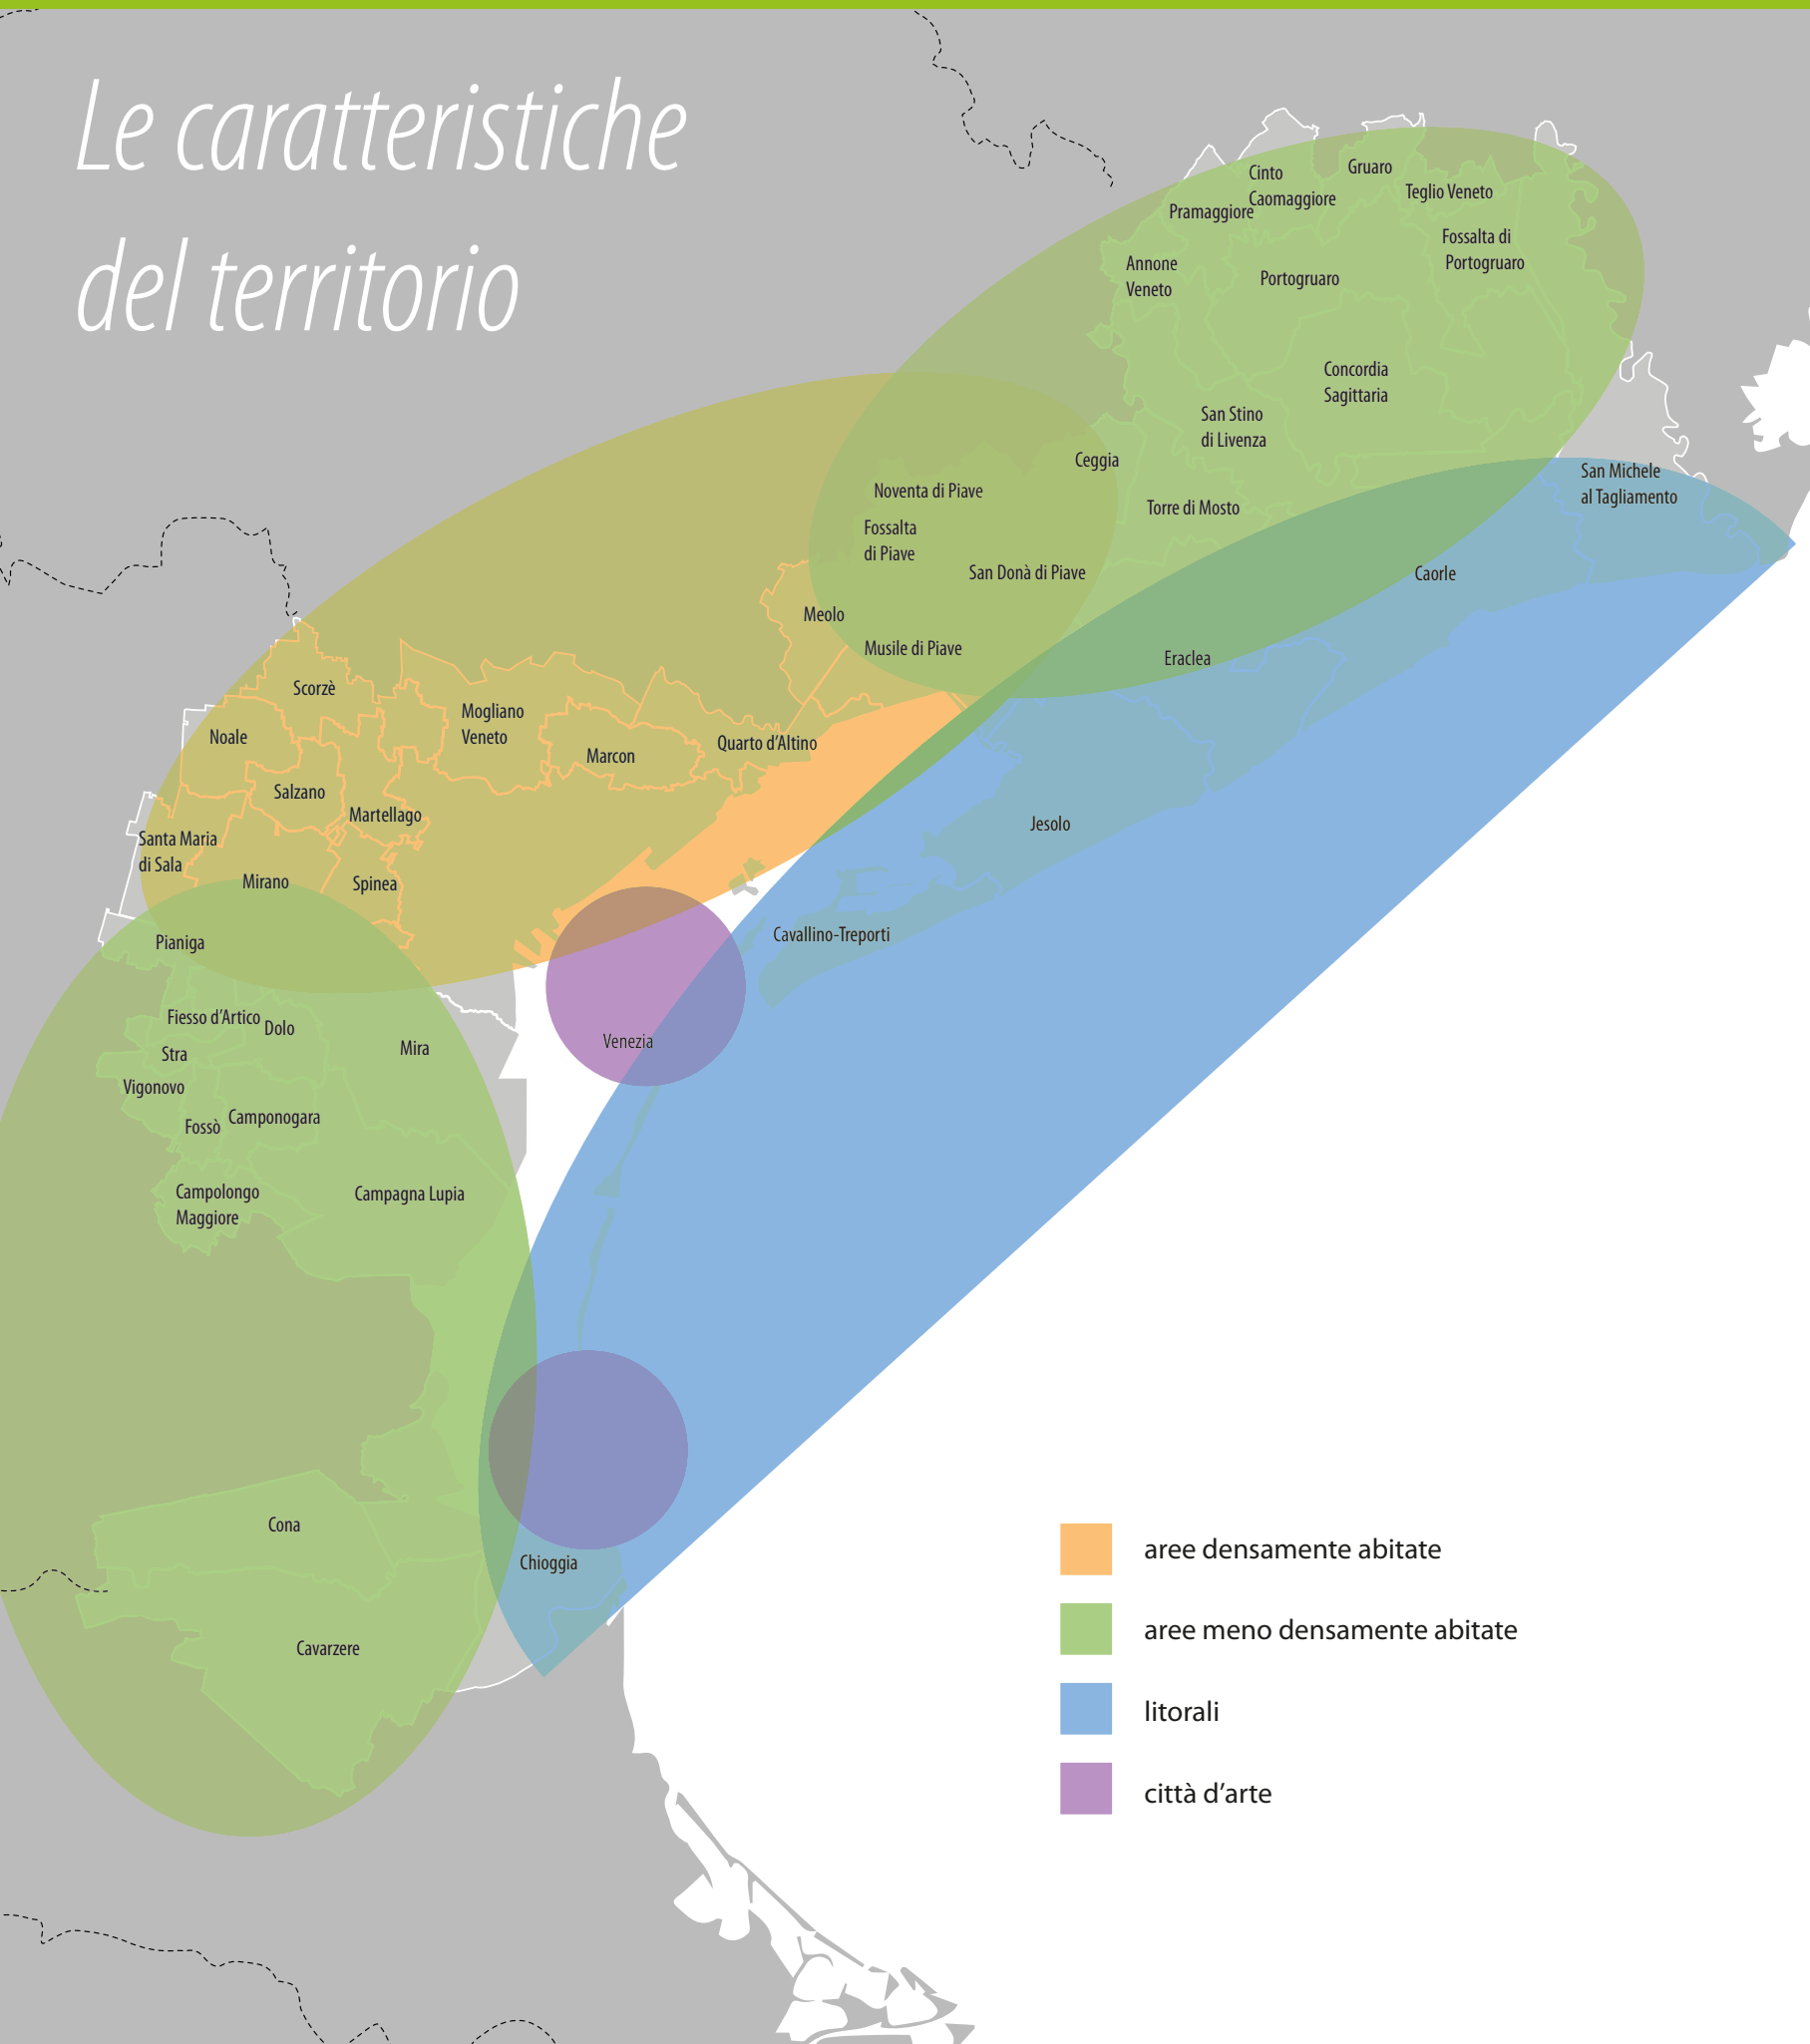 Le caratteristiche
del territorio
Cinto
Caomaggiore
Gruaro
Teglio Veneto
Pramaggiore
Fossalta di
Portogruaro
Annone
Veneto
Portogruaro
Concordia
Sagittaria
San Stino
di Livenza
Ceggia
San Michele
al Tagliamento
Noventa di Piave
Torre di Mosto
Fossalta
di Piave
San Donà di Piave
Caorle
Meolo
Musile di Piave
Eraclea
Scorzè
Mogliano
Veneto
Noale
Marcon
Quarto d'Altino
Salzano
Martellago
Jesolo
Santa Maria
di Sala
Mirano
Spinea
Pianiga
Cavallino-Treporti
Fiesso d'Artico
Dolo
Venezia
Mira
Stra
Vigonovo
Fossò
Camponogara
Campolongo
Maggiore
Campagna Lupia
Cona
Chioggia
Cavarzere
aree densamente abitate
aree meno densamente abitate
litorali
città d'arte